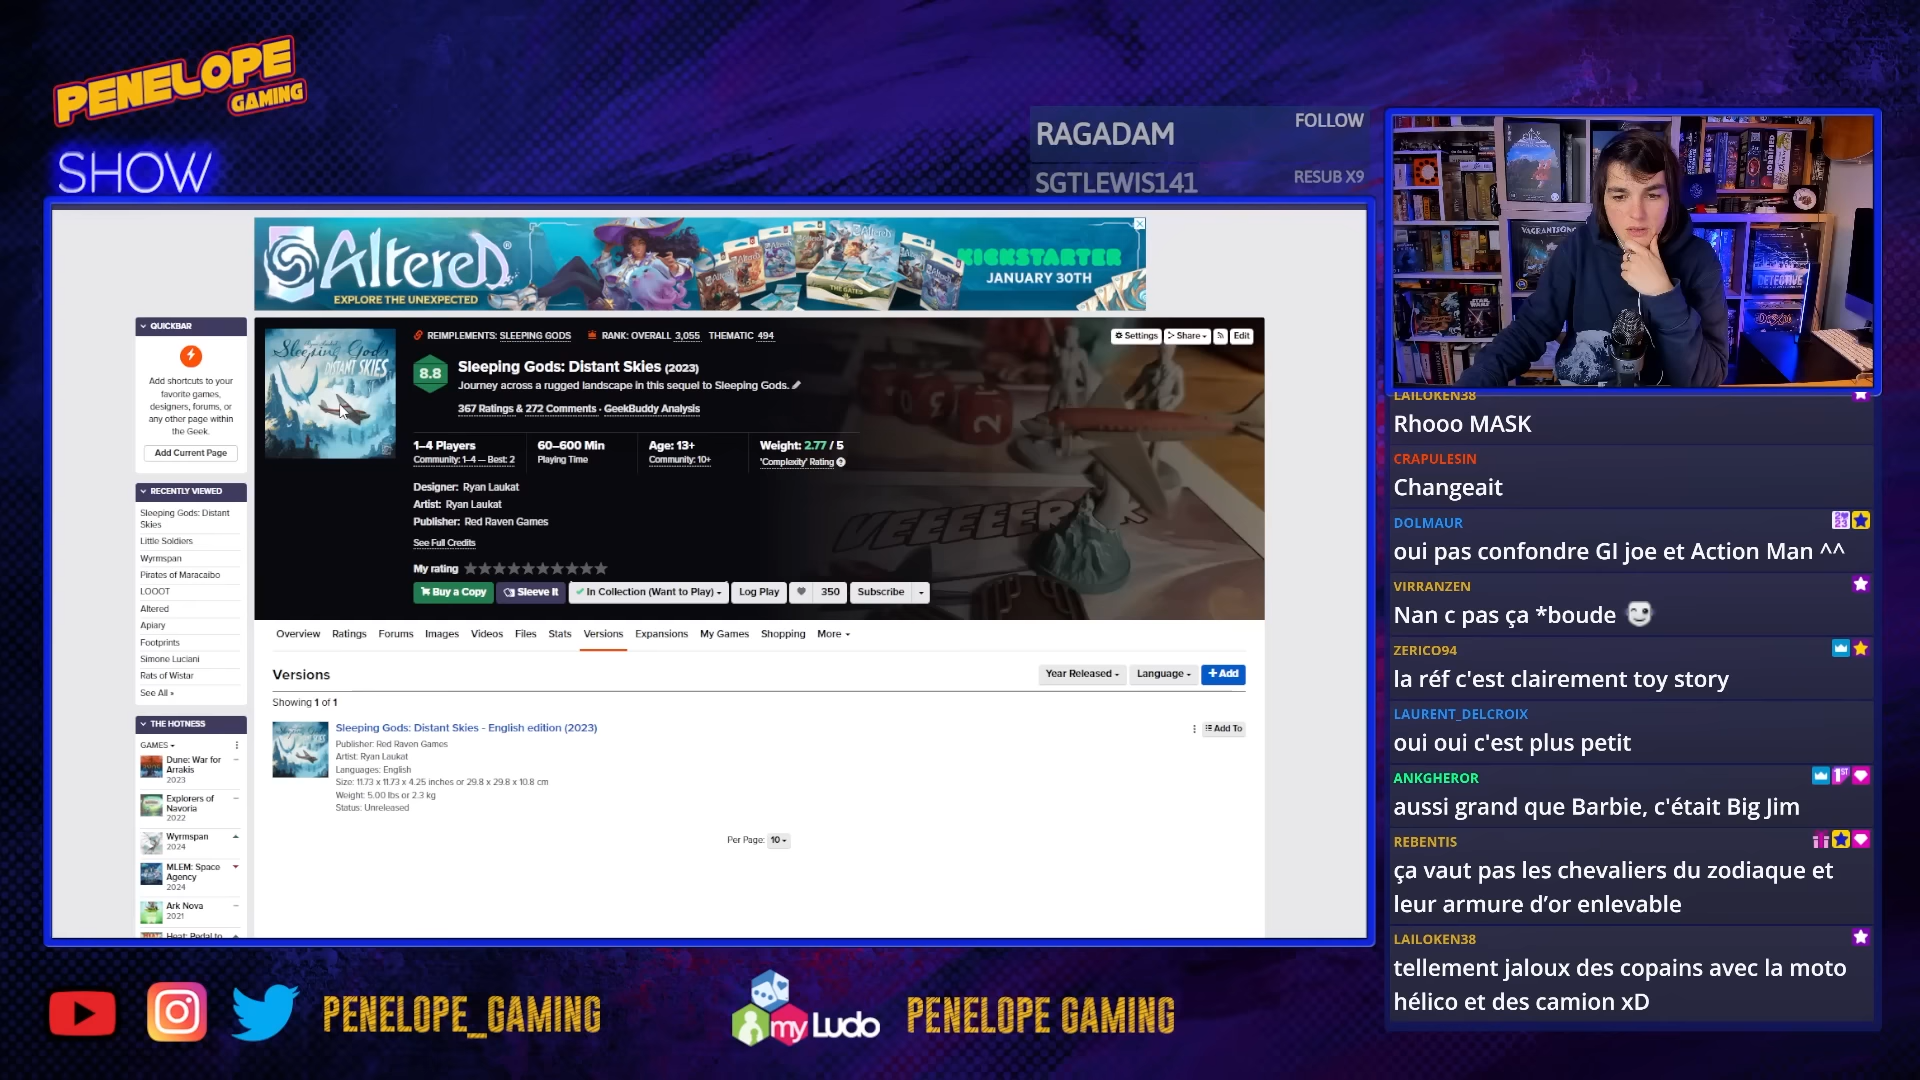 PENELOPE
GAMING
SHOW
RAGADAM
FOLLOW
SGTLEWIS141
RESUB X9
AltereD®
EXPLORE THE UNEXPECTED
KICKSTARTER
JANUARY 30TH
QUICKBAR
Add shortcuts to your
favorite games,
designers, forums, or
any other page within
the Geek.
Add Current Page
RECENTLY VIEWED
Sleeping Gods: Distant
Skies
Little Soldiers
Wyrmspan
Pirates of Maracaibo
LOOOT
Altered
Apiary
Footprints
Simone Luciani
Rats of Wistar
See All »
THE HOTNESS
GAMES
Dune: War for
Arrakis
2023
Explorers of
Navoria
2022
Wyrmspan
2024
MLEM: Space
Agency
2024
Ark Nova
2021
Heat: Pedal to
Sleeping Gods
DISTANT SKIES
REIMPLEMENTS: SLEEPING GODS
RANK: OVERALL 3,055 THEMATIC 494
Settings
Share
Edit
8.8
Sleeping Gods: Distant Skies (2023)
Journey across a rugged landscape in this sequel to Sleeping Gods.
367 Ratings & 272 Comments · GeekBuddy Analysis
1–4 Players
Community: 1–4 — Best: 2
60–600 Min
Playing Time
Age: 13+
Community: 10+
Weight: 2.77 / 5
'Complexity' Rating
Designer: Ryan Laukat
Artist: Ryan Laukat
Publisher: Red Raven Games
See Full Credits
My rating
Buy a Copy
Sleeve It
In Collection (Want to Play)
Log Play
350
Subscribe
Overview Ratings Forums Images Videos Files Stats Versions Expansions My Games Shopping More
Versions
Year Released
Language
+Add
Showing 1 of 1
Sleeping Gods: Distant Skies - English edition (2023)
Publisher: Red Raven Games
Artist: Ryan Laukat
Languages: English
Size: 11.73 x 11.73 x 4.25 inches or 29.8 x 29.8 x 10.8 cm
Weight: 5.00 lbs or 2.3 kg
Status: Unreleased
Add To
Per Page: 10
VAGRANTSONG
DETECTIVE
STAR WARS
LAILOKEN38
Rhooo MASK
CRAPULESIN
Changeait
DOLMAUR
oui pas confondre GI joe et Action Man ^^
VIRRANZEN
Nan c pas ça *boude
ZERICO94
la réf c'est clairement toy story
LAURENT_DELCROIX
oui oui c'est plus petit
ANKGHEROR
aussi grand que Barbie, c'était Big Jim
REBENTIS
ça vaut pas les chevaliers du zodiaque et
leur armure d’or enlevable
LAILOKEN38
tellement jaloux des copains avec la moto
hélico et des camion xD
PENELOPE_GAMING
myLudo
PENELOPE GAMING